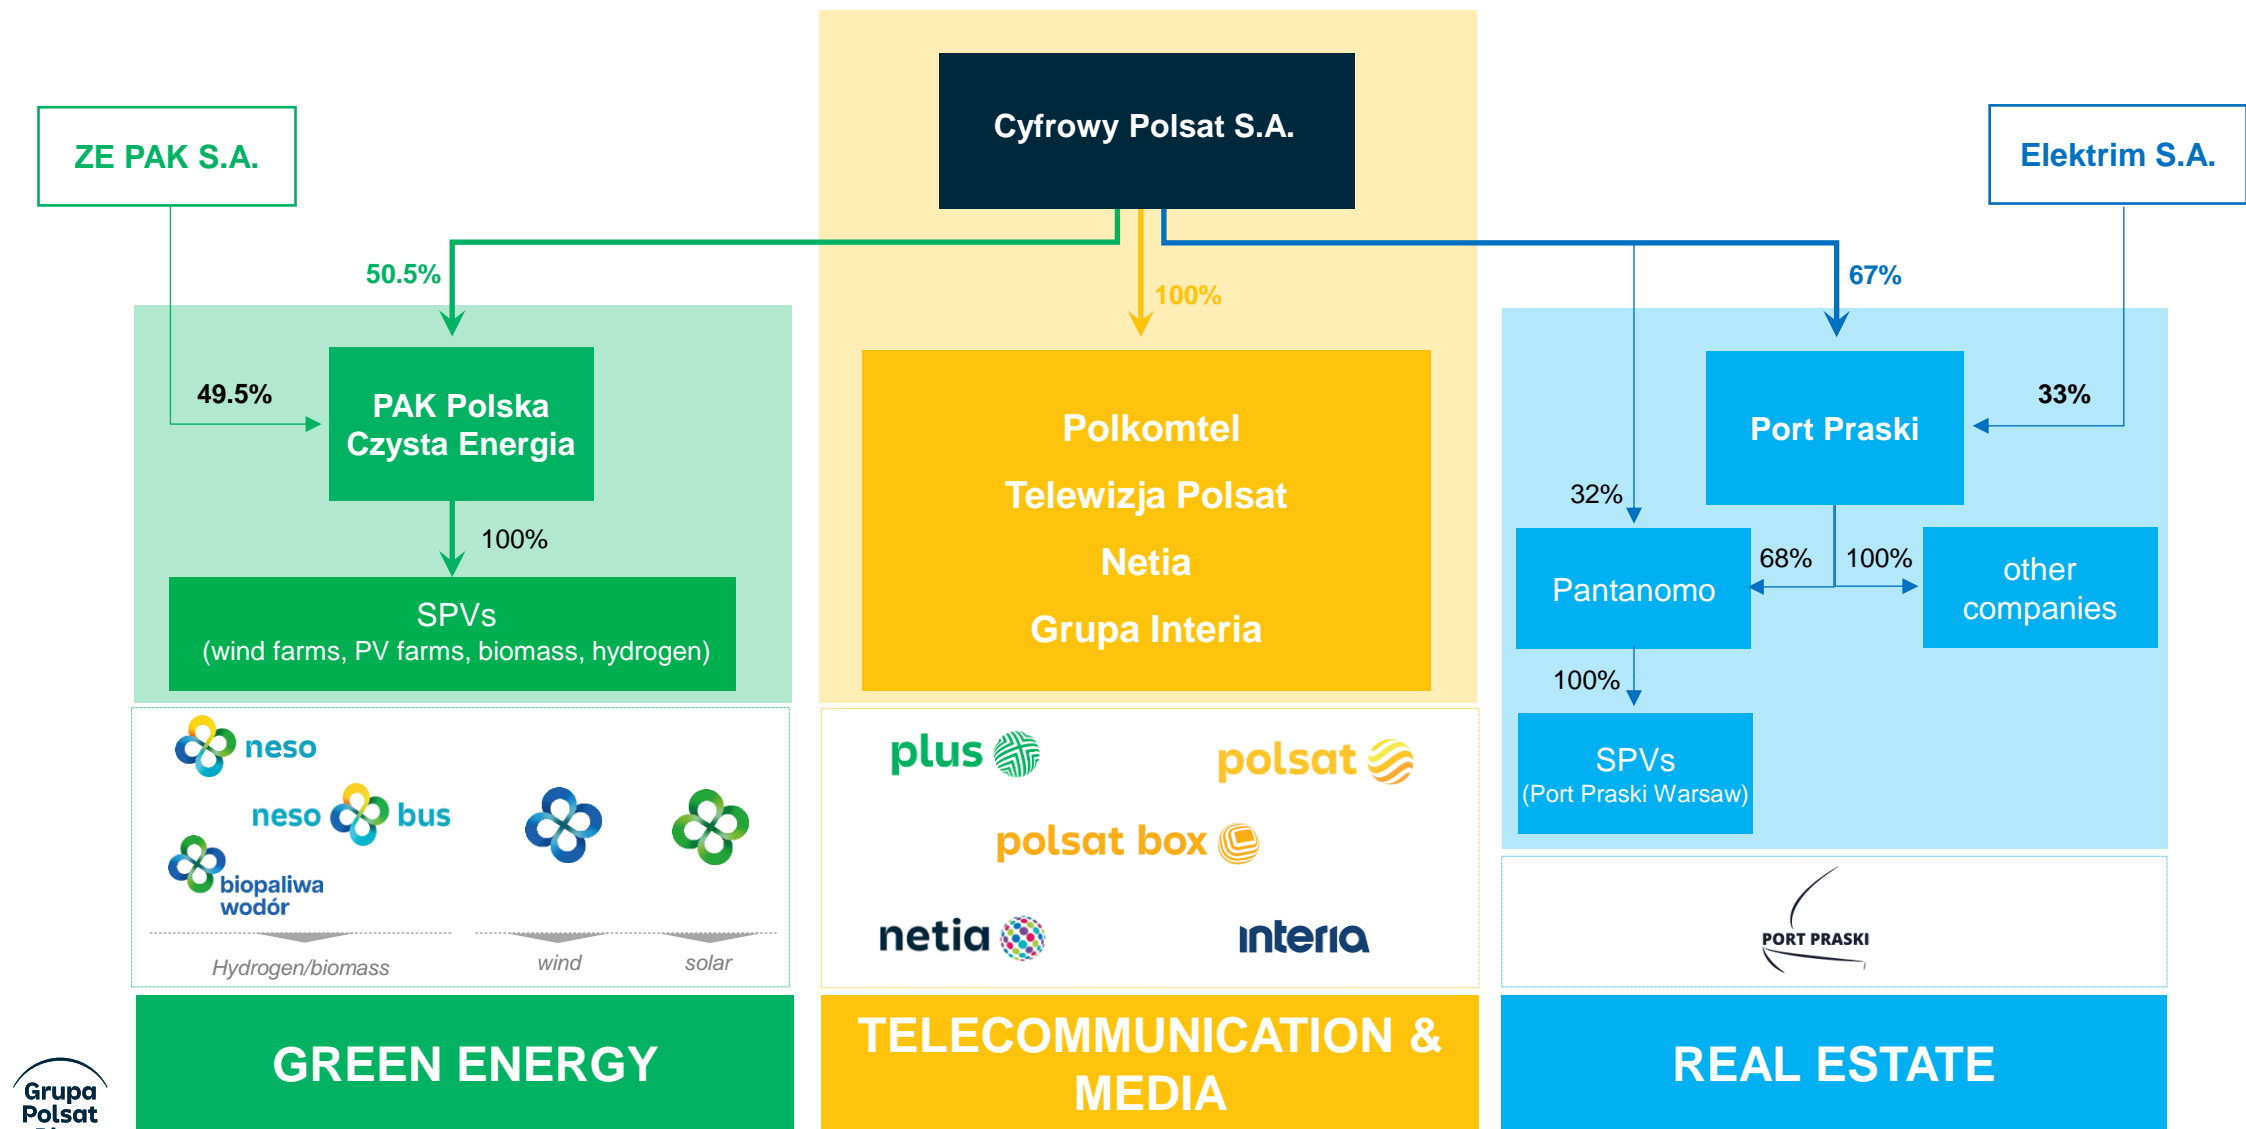 Cyfrowy Polsat S.A.
ZE PAK S.A.
Elektrim S.A.
50.5%
100%
67%
49.5%
PAK Polska
Czysta Energia
100%
SPVs
(wind farms, PV farms, biomass, hydrogen)
Polkomtel
Telewizja Polsat
Netia
Grupa Interia
33%
Port Praski
32%
68%
100%
Pantanomo
other
companies
100%
SPVs
(Port Praski Warsaw)
neso
neso bus
biopaliwa
wodór
Hydrogen/biomass
wind
solar
plus
polsat
polsat box
netia
interia
PORT PRASKI
GREEN ENERGY
TELECOMMUNICATION &
MEDIA
REAL ESTATE
Grupa
Polsat